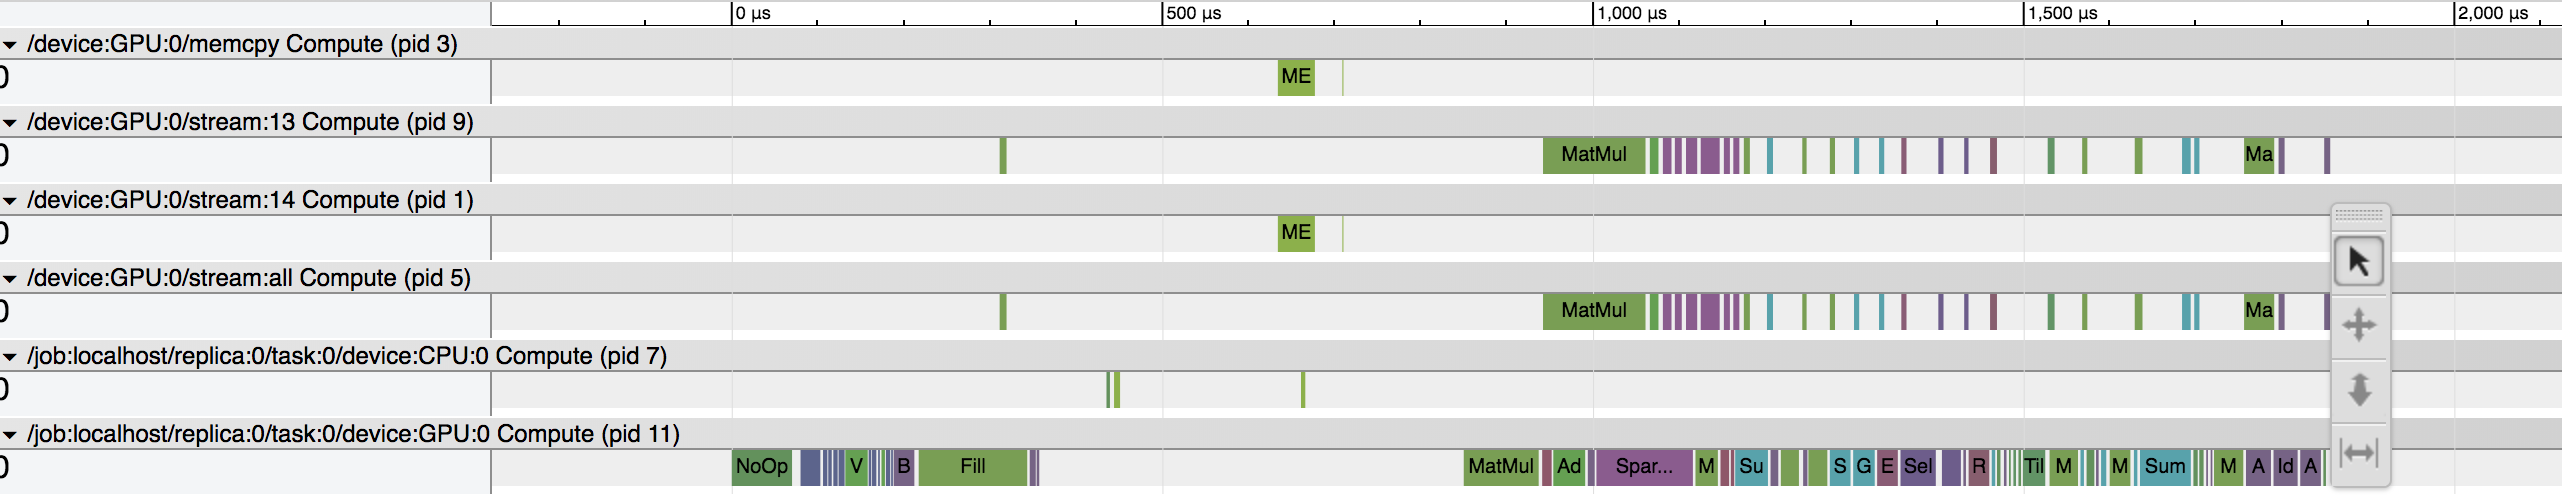 0 µs 500 µs 1,000 µs 1,500 µs 2,000 µs
/device:GPU:0/memcpy Compute (pid 3)
0 ME
/device:GPU:0/stream:13 Compute (pid 9)
0 MatMul Ma
/device:GPU:0/stream:14 Compute (pid 1)
0 ME
/device:GPU:0/stream:all Compute (pid 5)
0 MatMul Ma
/job:localhost/replica:0/task:0/device:CPU:0 Compute (pid 7)
0
/job:localhost/replica:0/task:0/device:GPU:0 Compute (pid 11)
0 NoOp V B Fill MatMul Ad Spar... M Su S G E Sel R Til M M Sum M A Id A